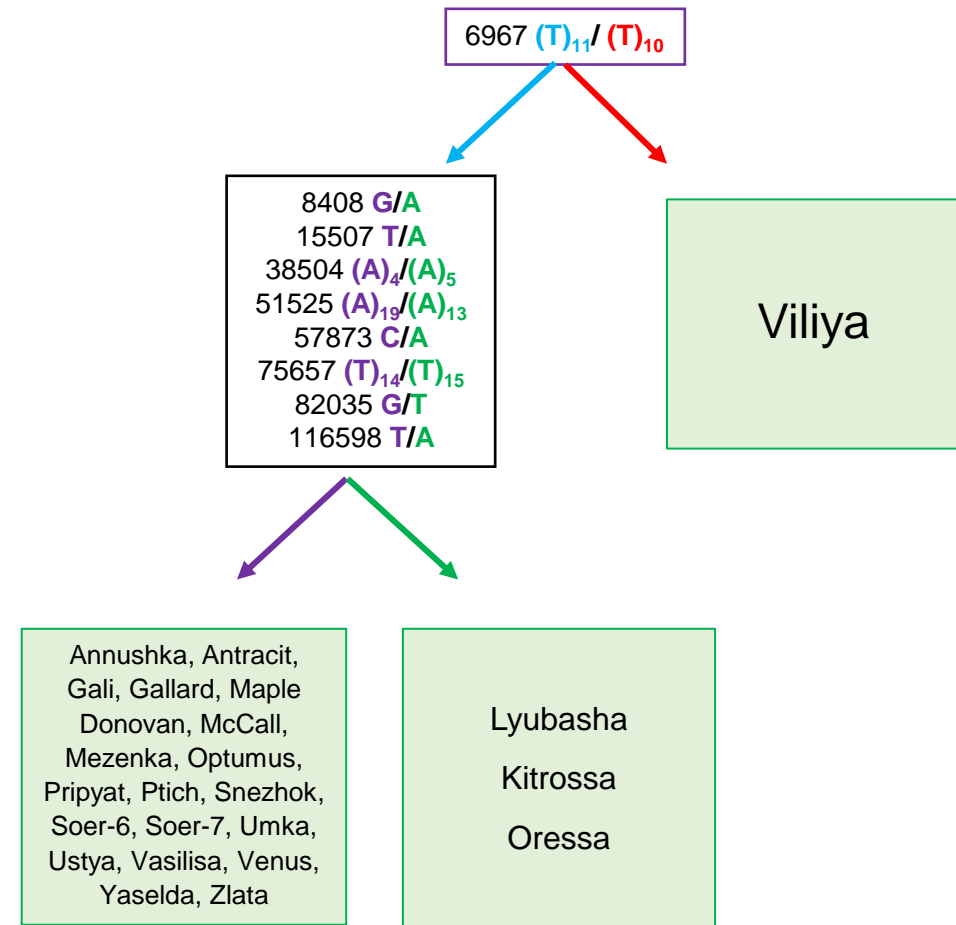 6967 (T)11/ (T)10
8408 G/A
15507 T/A
38504 (A)4/(A)5
51525 (A)19/(A)13
57873 C/A
75657 (T)14/(T)15
82035 G/T
116598 T/A
Viliya
Annushka, Antracit,
Gali, Gallard, Maple
Donovan, McCall,
Mezenka, Optumus,
Pripyat, Ptich, Snezhok,
Soer-6, Soer-7, Umka,
Ustya, Vasilisa, Venus,
Yaselda, Zlata
Lyubasha
Kitrossa
Oressa